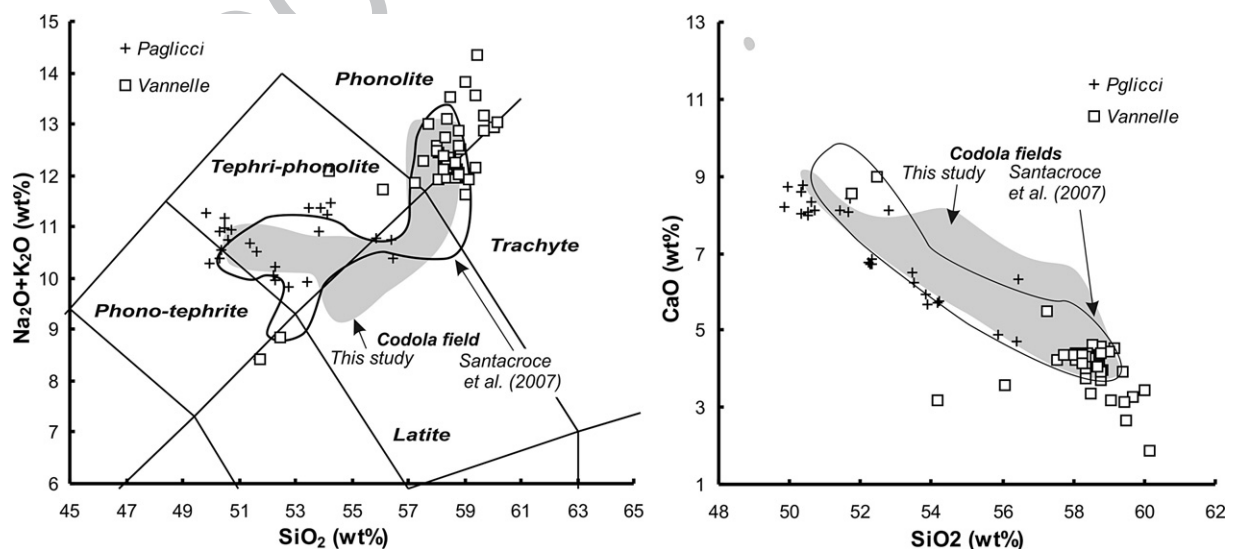 15
14
13
12
11
10
9
8
7
6
Na₂O+K₂O (wt%)
+ Paglicci
□ Vannelle
Phonolite
Tephri-phonolite
Trachyte
Phono-tephrite
Codola field
This study
Santacroce
et al. (2007)
Latite
45 47 49 51 53 55 57 59 61 63 65
SiO₂ (wt%)
13
11
9
7
5
3
1
CaO (wt%)
+ Pglicci
□ Vannelle
Codola fields
This study
Santacroce
et al. (2007)
48 50 52 54 56 58 60 62
SiO2 (wt%)